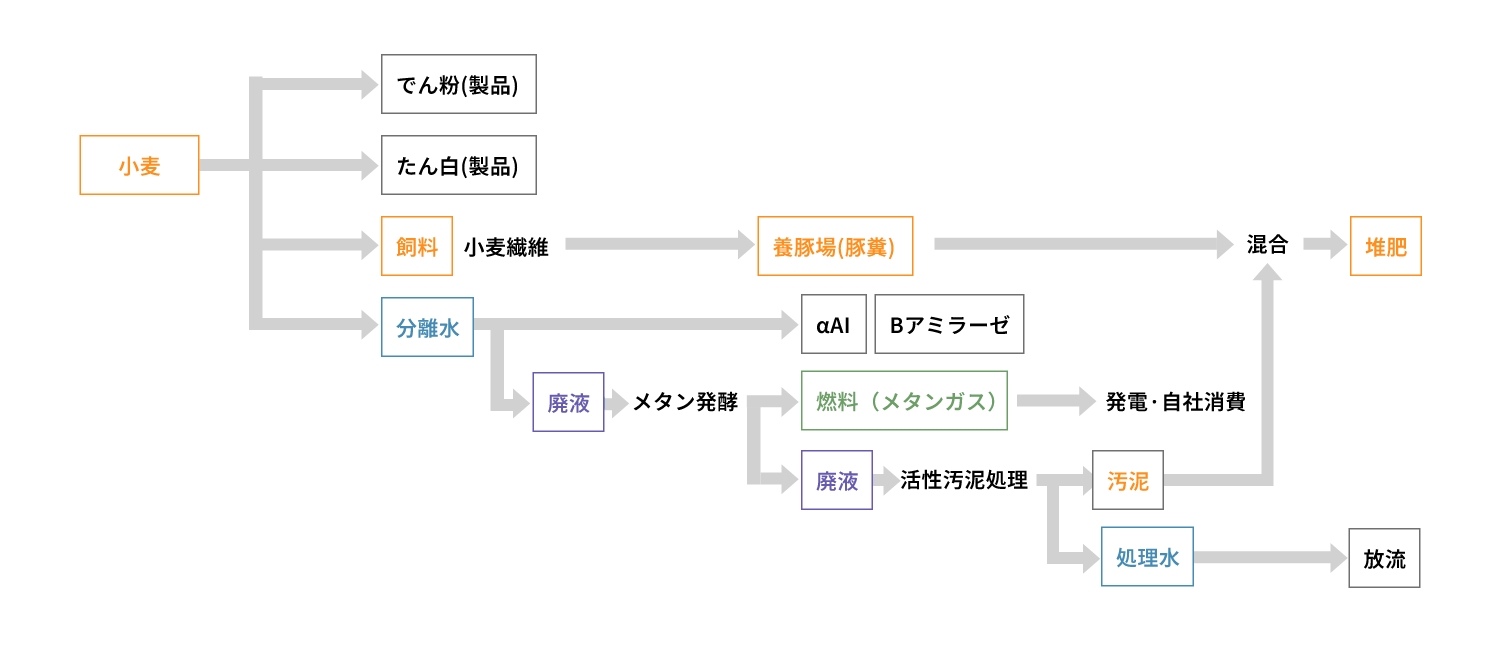 でん粉(製品)
小麦
たん白(製品)
飼料
小麦繊維
養豚場(豚糞)
混合
堆肥
分離水
αAI
Bアミラーゼ
廃液
メタン発酵
燃料（メタンガス）
発電・自社消費
廃液
活性汚泥処理
汚泥
処理水
放流